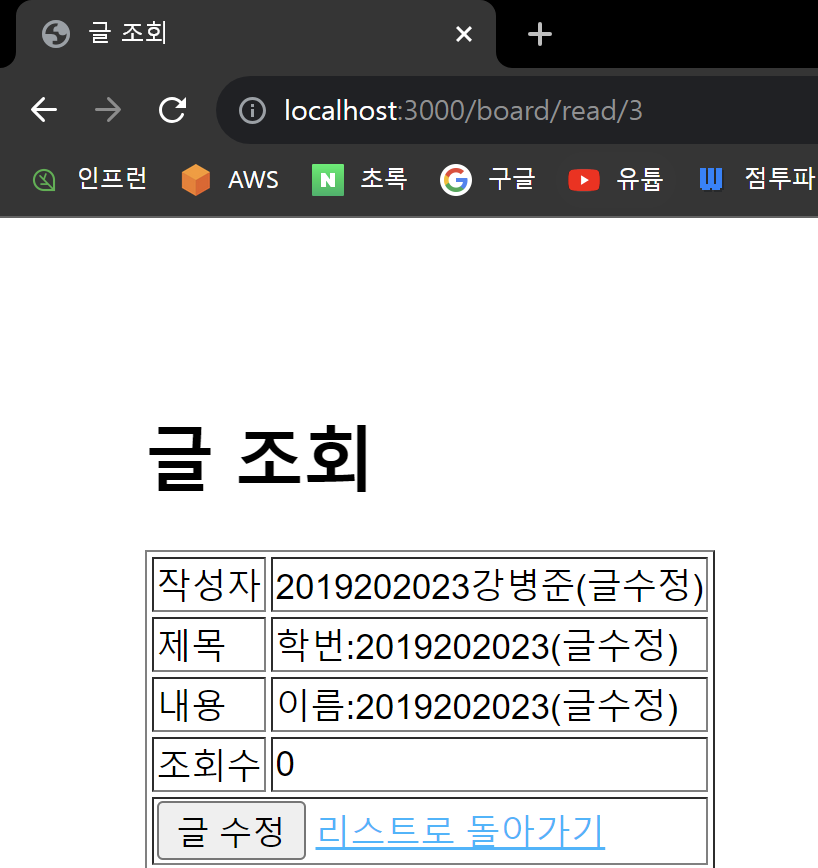 글 조회
localhost:3000/board/read/3
인프런 AWS N 초록 G 구글 유튭 점투파
글 조회
작성자 2019202023강병준(글수정)
제목 학번:2019202023(글수정)
내용 이름:2019202023(글수정)
조회수 0
글 수정 리스트로 돌아가기